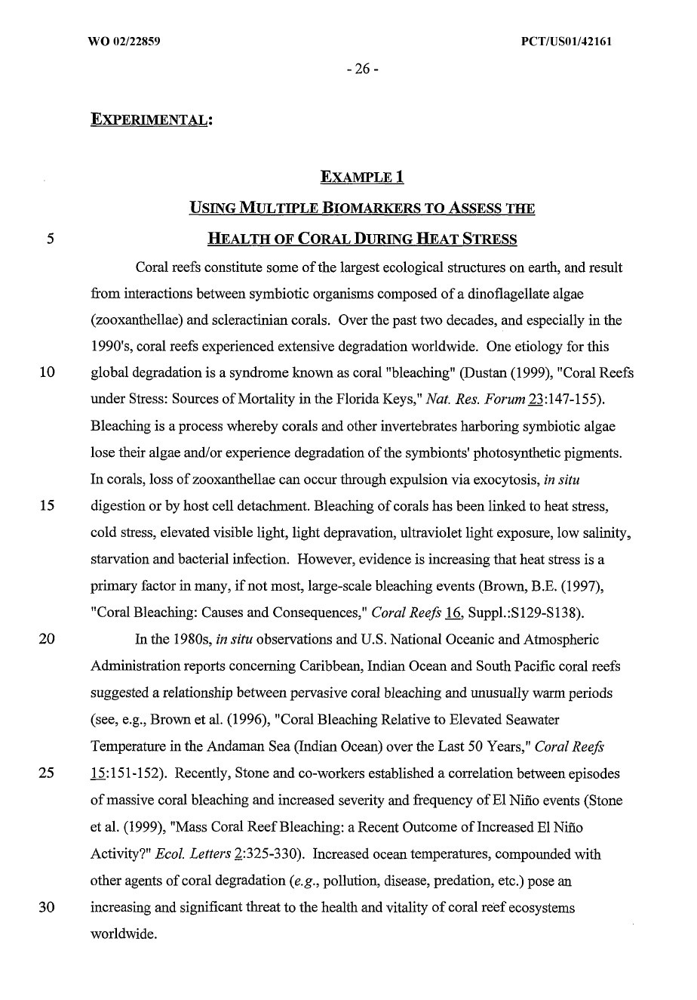 WO 02/22859 PCT/US01/42161
- 26 -
EXPERIMENTAL:
EXAMPLE 1
USING MULTIPLE BIOMARKERS TO ASSESS THE
5 HEALTH OF CORAL DURING HEAT STRESS
Coral reefs constitute some of the largest ecological structures on earth, and result
from interactions between symbiotic organisms composed of a dinoflagellate algae
(zooxanthellae) and scleractinian corals. Over the past two decades, and especially in the
1990's, coral reefs experienced extensive degradation worldwide. One etiology for this
10 global degradation is a syndrome known as coral "bleaching" (Dustan (1999), "Coral Reefs
under Stress: Sources of Mortality in the Florida Keys," Nat. Res. Forum 23:147-155).
Bleaching is a process whereby corals and other invertebrates harboring symbiotic algae
lose their algae and/or experience degradation of the symbionts' photosynthetic pigments.
In corals, loss of zooxanthellae can occur through expulsion via exocytosis, in situ
15 digestion or by host cell detachment. Bleaching of corals has been linked to heat stress,
cold stress, elevated visible light, light depravation, ultraviolet light exposure, low salinity,
starvation and bacterial infection. However, evidence is increasing that heat stress is a
primary factor in many, if not most, large-scale bleaching events (Brown, B.E. (1997),
"Coral Bleaching: Causes and Consequences," Coral Reefs 16, Suppl.:S129-S138).
20 In the 1980s, in situ observations and U.S. National Oceanic and Atmospheric
Administration reports concerning Caribbean, Indian Ocean and South Pacific coral reefs
suggested a relationship between pervasive coral bleaching and unusually warm periods
(see, e.g., Brown et al. (1996), "Coral Bleaching Relative to Elevated Seawater
Temperature in the Andaman Sea (Indian Ocean) over the Last 50 Years," Coral Reefs
25 15:151-152). Recently, Stone and co-workers established a correlation between episodes
of massive coral bleaching and increased severity and frequency of El Niño events (Stone
et al. (1999), "Mass Coral Reef Bleaching: a Recent Outcome of Increased El Niño
Activity?" Ecol. Letters 2:325-330). Increased ocean temperatures, compounded with
other agents of coral degradation (e.g., pollution, disease, predation, etc.) pose an
30 increasing and significant threat to the health and vitality of coral reef ecosystems
worldwide.